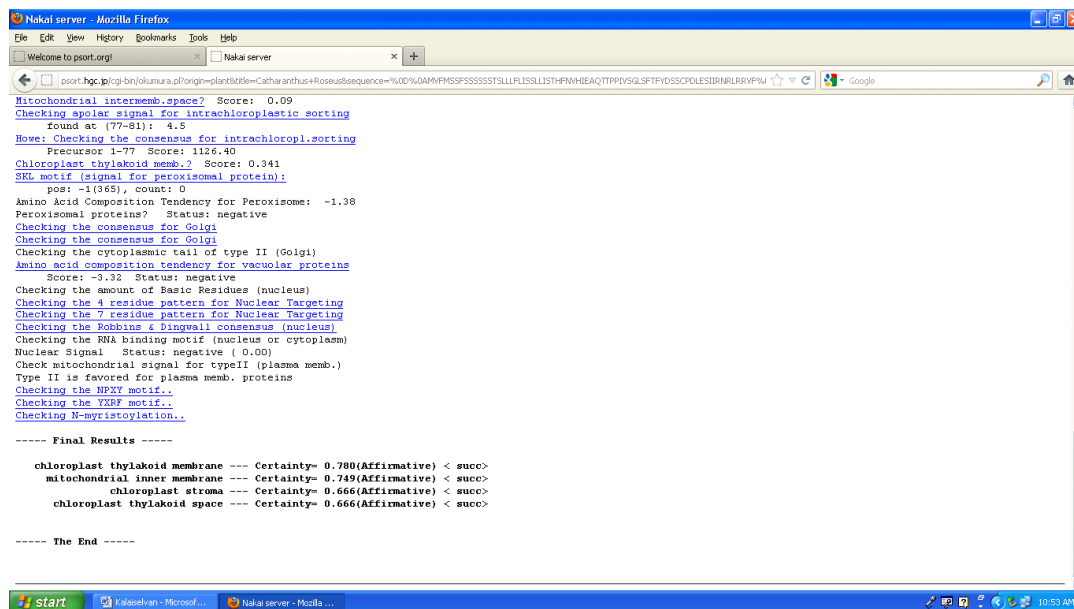 Nakai server - Mozilla Firefox
File Edit View History Bookmarks Tools Help
Welcome to psort.org! × Nakai server × +
psort.hgc.jp/cgi-bin/okumura.pl?origin=plant&title=Catharanthus+Roseus&sequence=%0D%0AMVFMSSFSSSSSSTSLLLFLISSLLISTHFNVHIEAQTTPPIVSGLSFTFYDSSCPDLESIIRNRLRRVF%( Google
Mitochondrial intermemb.space? Score: 0.09
Checking apolar signal for intrachloroplastic sorting
found at (77-81): 4.5
Howe: Checking the consensus for intrachloropl.sorting
Precursor 1-77 Score: 1126.40
Chloroplast thylakoid memb.? Score: 0.341
SKL motif (signal for peroxisomal protein):
pos: -1(365), count: 0
Amino Acid Composition Tendency for Peroxisome: -1.38
Peroxisomal proteins? Status: negative
Checking the consensus for Golgi
Checking the consensus for Golgi
Checking the cytoplasmic tail of type II (Golgi)
Amino acid composition tendency for vacuolar proteins
Score: -3.32 Status: negative
Checking the amount of Basic Residues (nucleus)
Checking the 4 residue pattern for Nuclear Targeting
Checking the 7 residue pattern for Nuclear Targeting
Checking the Robbins & Dingwall consensus (nucleus)
Checking the RNA binding motif (nucleus or cytoplasm)
Nuclear Signal Status: negative ( 0.00)
Check mitochondrial signal for typeII (plasma memb.)
Type II is favored for plasma memb. proteins
Checking the NPXY motif..
Checking the YXRF motif..
Checking N-myristoylation..
----- Final Results -----
chloroplast thylakoid membrane --- Certainty= 0.780(Affirmative) < succ>
mitochondrial inner membrane --- Certainty= 0.749(Affirmative) < succ>
chloroplast stroma --- Certainty= 0.666(Affirmative) < succ>
chloroplast thylakoid space --- Certainty= 0.666(Affirmative) < succ>
----- The End -----
start Kalaiselvan - Microsof... Nakai server - Mozilla ... 10:53 AM